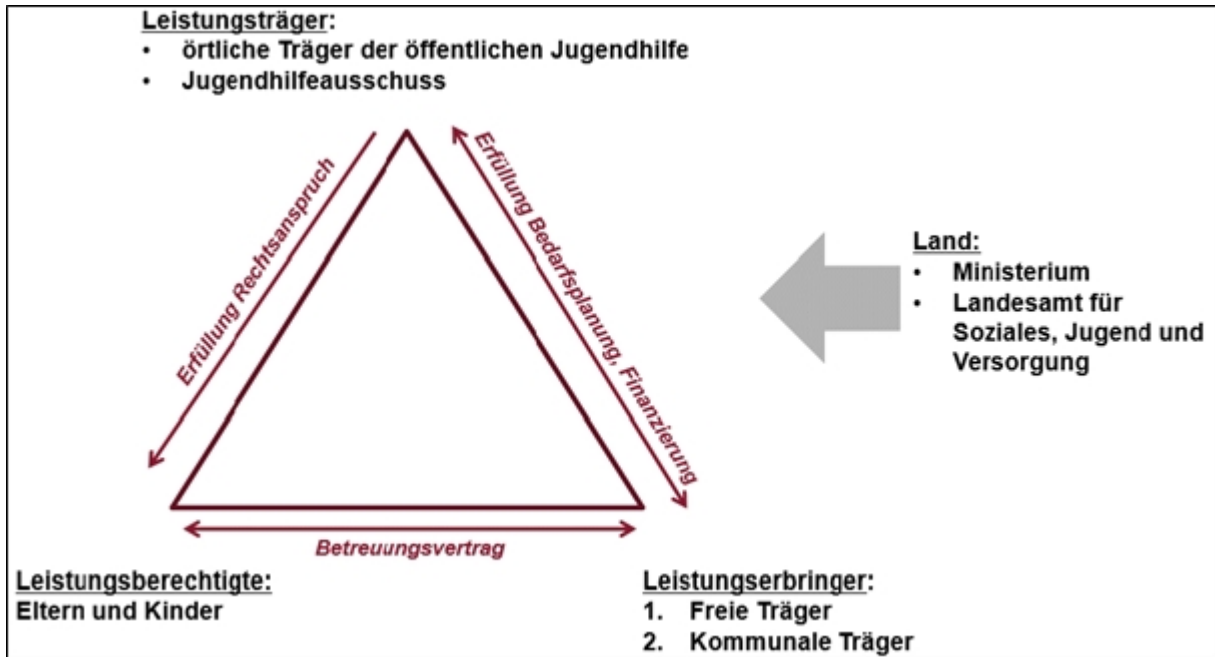 Leistungsträger:
• örtliche Träger der öffentlichen Jugendhilfe
• Jugendhilfeausschuss
Erfüllung Rechtsanspruch
Erfüllung Bedarfsplanung, Finanzierung
Land:
• Ministerium
• Landesamt für
Soziales, Jugend und
Versorgung
Betreuungsvertrag
Leistungsberechtigte:
Eltern und Kinder
Leistungserbringer:
1. Freie Träger
2. Kommunale Träger